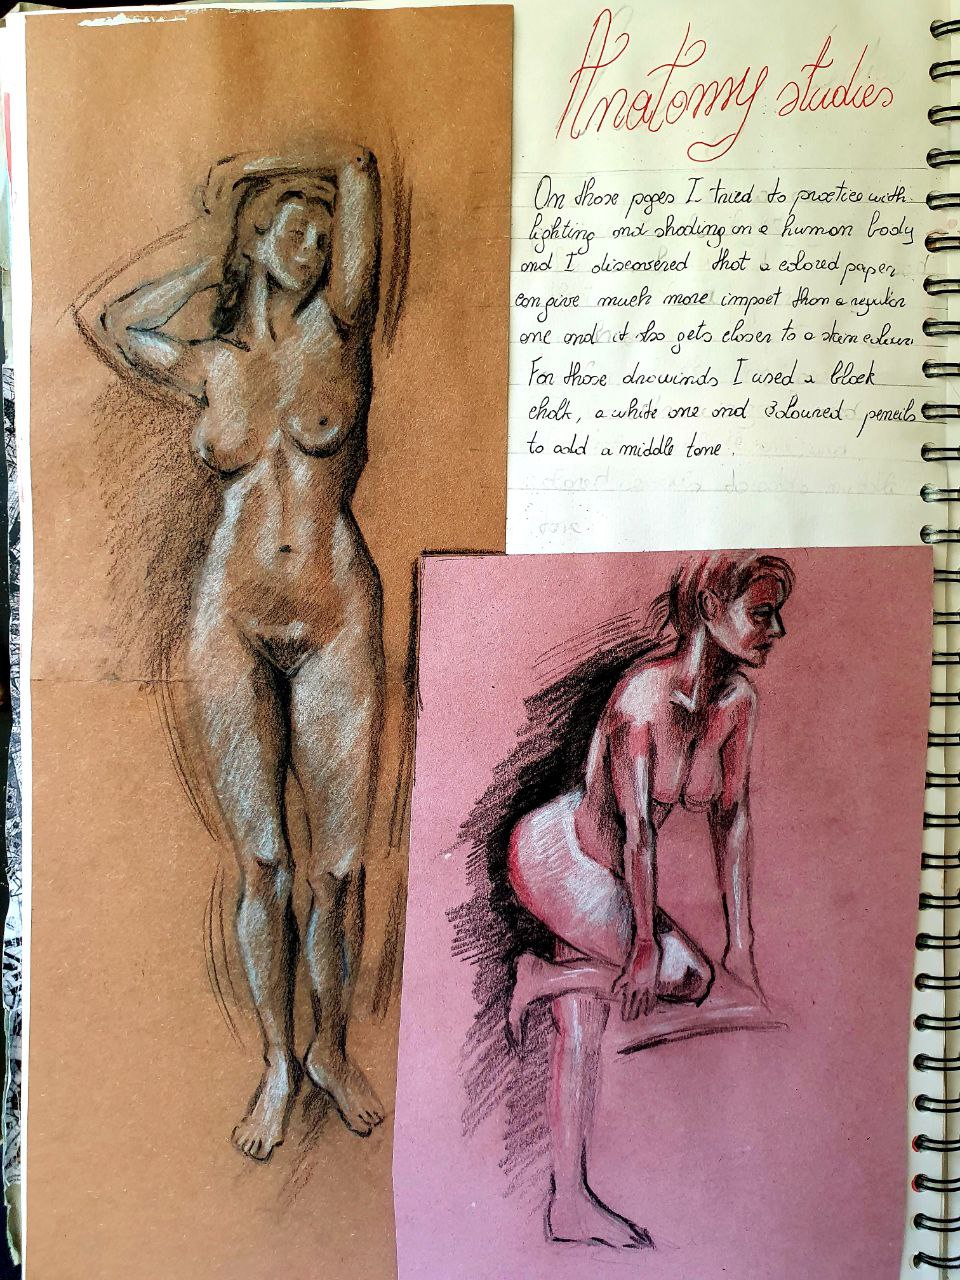 Anatomy studies
On those pages I tried to practice with
lighting and shading on a human body
and I discovered that a colored paper
can give much more impact than a regular
one and it also gets closer to a skin colour.
For those drawinds I used a black
chalk, a white one and coloured pencils
to add a middle tone.